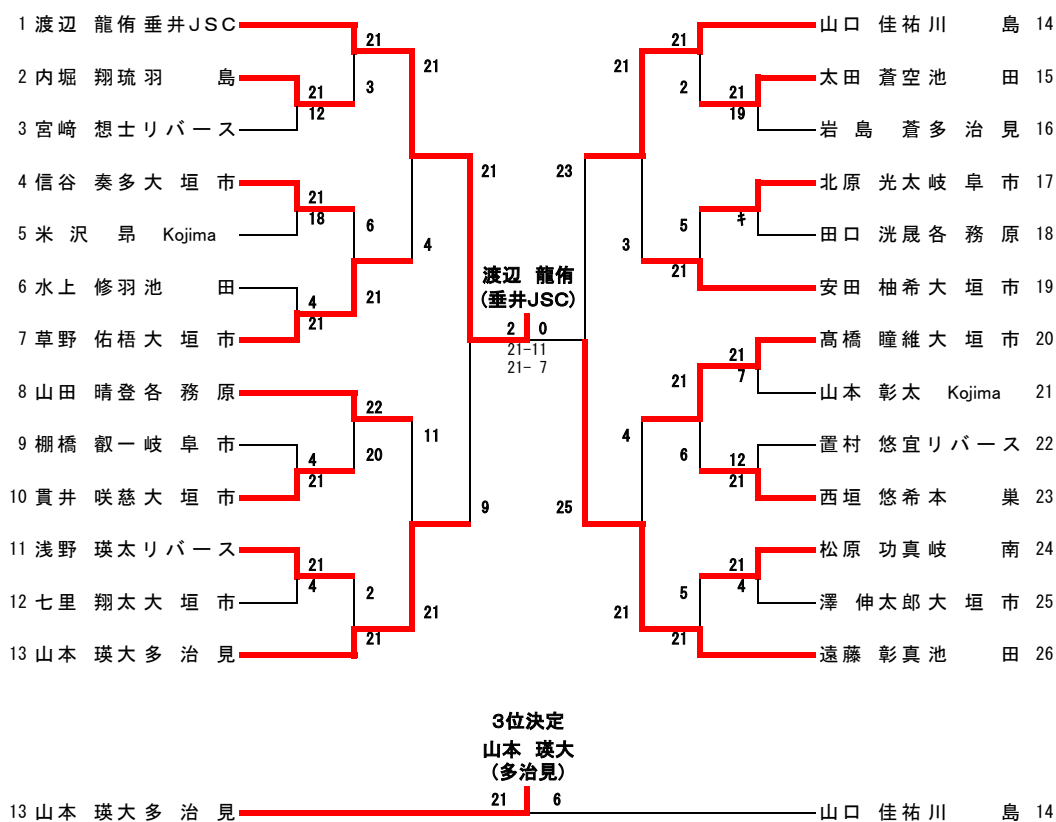 1 渡辺 龍侑 垂井JSC
21
21
3
2 内堀 翔琉 羽 島
21
12
3 宮﨑 想士 リバース
21
4 信谷 奏多 大 垣 市
21
18
6
5 米沢 昴 Kojima
4
6 水上 修羽 池 田
4
21
21
7 草野 佑梧 大 垣 市
8 山田 晴登 各 務 原
22
11
9 棚橋 叡一 岐 阜 市
4
21
20
10 貫井 咲慈 大 垣 市
9
11 浅野 瑛太 リバース
21
4
2
12 七里 翔太 大 垣 市
21
21
13 山本 瑛大 多 治 見
渡辺 龍侑
(垂井JSC)
2 0
21-11
21- 7
山口 佳祐 川 島 14
21
21
2
太田 蒼空 池 田 15
21
19
岩島 蒼 多 治 見 16
23
北原 光太 岐 阜 市 17
5
キ
田口 洸晟 各 務 原 18
3
21
安田 柚希 大 垣 市 19
髙橋 瞳維 大 垣 市 20
21
7
21
山本 彰太 Kojima 21
4
置村 悠宜 リバース 22
6
12
21
西垣 悠希 本 巣 23
25
松原 功真 岐 南 24
21
4
5
澤 伸太郎 大 垣 市 25
21
21
遠藤 彰真 池 田 26
3位決定
山本 瑛大
(多治見)
21 6
13 山本 瑛大 多 治 見
山口 佳祐 川 島 14